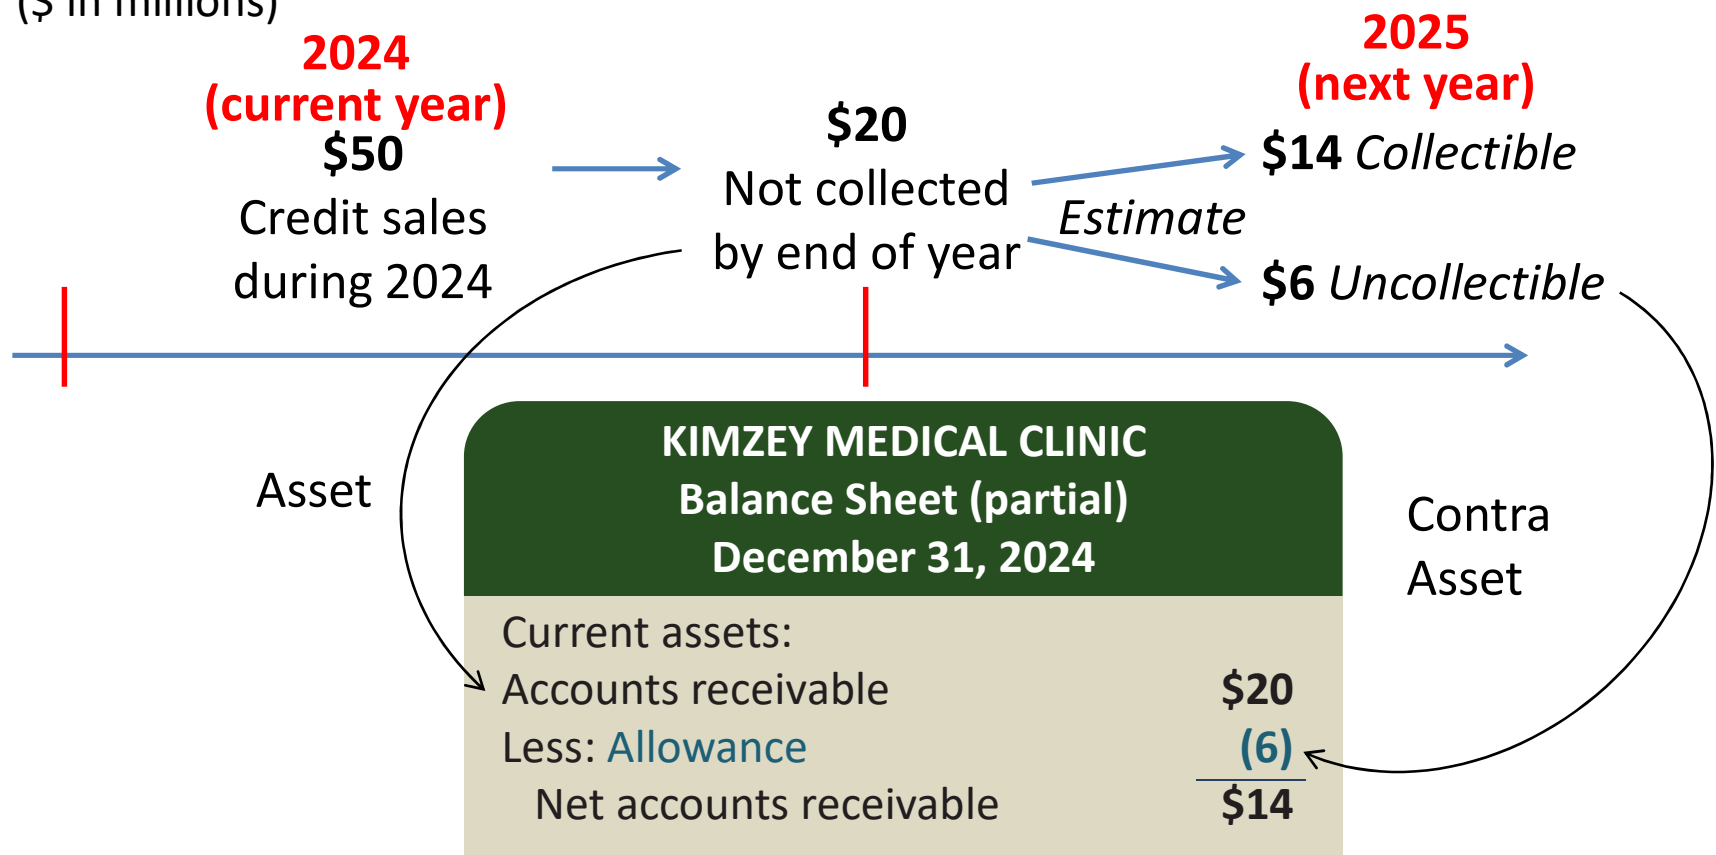 ($ in millions)
2024
(current year)
$50
Credit sales
during 2024
$20
Not collected
by end of year
Estimate
2025
(next year)
$14 Collectible
$6 Uncollectible
Asset
KIMZEY MEDICAL CLINIC
Balance Sheet (partial)
December 31, 2024
Current assets:
Accounts receivable $20
Less: Allowance (6)
Net accounts receivable $14
Contra
Asset